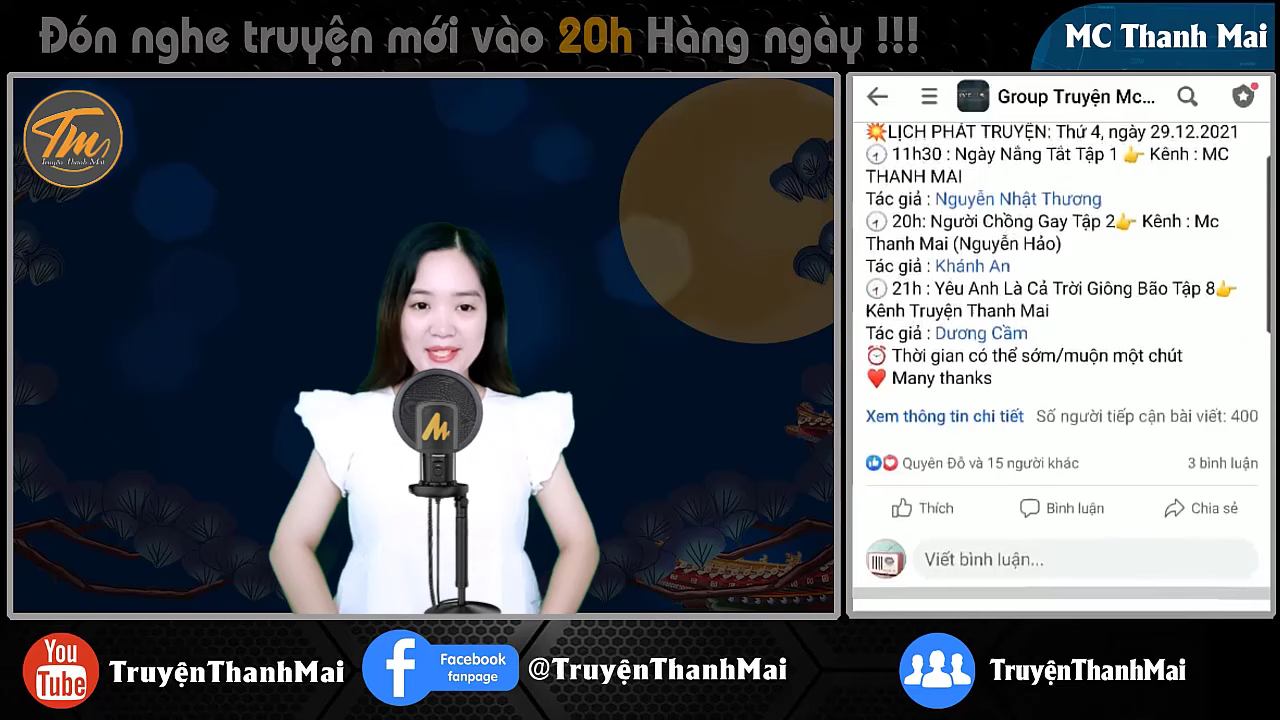 Đón nghe truyện mới vào 20h Hàng ngày !!!
MC Thanh Mai
Tm
Truyện Thanh Mai
Group Truyện Mc...
💥LỊCH PHÁT TRUYỆN: Thứ 4, ngày 29.12.2021
🕣 11h30 : Ngày Nắng Tắt Tập 1 👉 Kênh : MC
THANH MAI
Tác giả : Nguyễn Nhật Thương
🕣 20h: Người Chồng Gay Tập 2👉 Kênh : Mc
Thanh Mai (Nguyễn Hảo)
Tác giả : Khánh An
🕣 21h : Yêu Anh Là Cả Trời Giông Bão Tập 8👉
Kênh Truyện Thanh Mai
Tác giả : Dương Cầm
⏰ Thời gian có thể sớm/muộn một chút
❤️ Many thanks
Xem thông tin chi tiết Số người tiếp cận bài viết: 400
Quyên Đỗ và 15 người khác 3 bình luận
Thích Bình luận Chia sẻ
Viết bình luận...
You
Tube
TruyệnThanhMai
Facebook
fanpage
@TruyệnThanhMai
TruyệnThanhMai